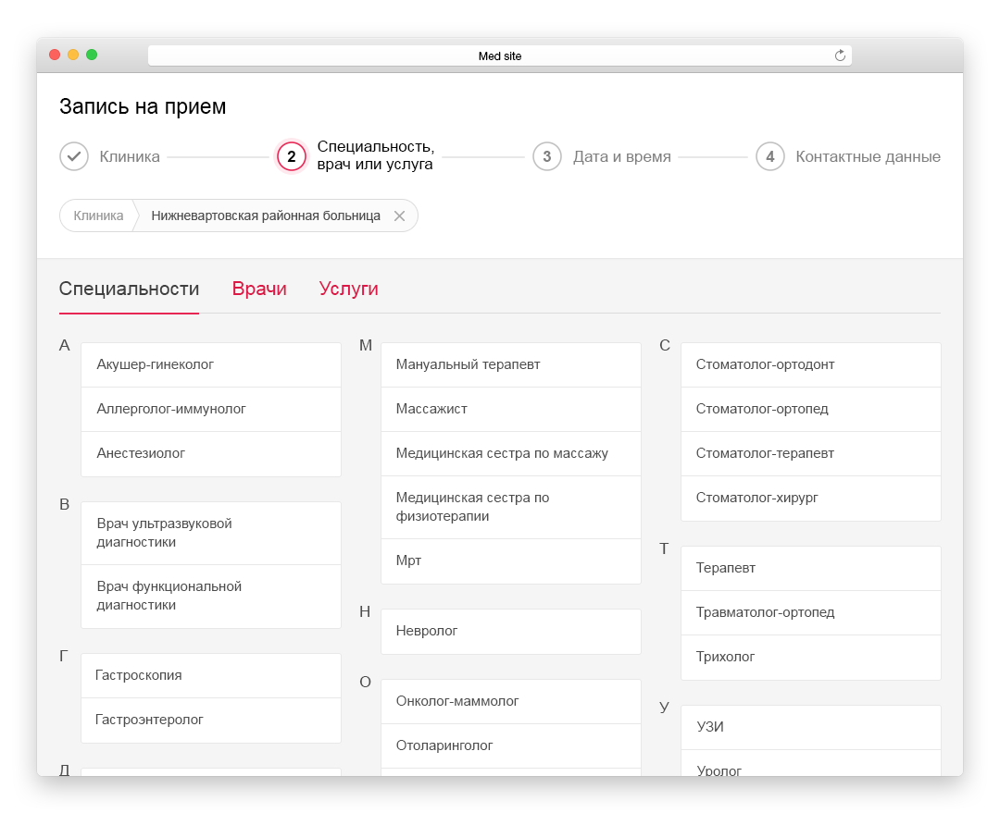 Med site
Запись на прием
Клиника
2
Специальность,
врач или услуга
3
Дата и время
4
Контактные данные
Клиника
Нижневартовская районная больница
Специальности
Врачи
Услуги
А
Акушер-гинеколог
Аллерголог-иммунолог
Анестезиолог
В
Врач ультразвуковой
диагностики
Врач функциональной
диагностики
Г
Гастроскопия
Гастроэнтеролог
Д
М
Мануальный терапевт
Массажист
Медицинская сестра по массажу
Медицинская сестра по
физиотерапии
Мрт
Н
Невролог
О
Онколог-маммолог
Отоларинголог
С
Стоматолог-ортодонт
Стоматолог-ортопед
Стоматолог-терапевт
Стоматолог-хирург
Т
Терапевт
Травматолог-ортопед
Трихолог
У
УЗИ
Уролог